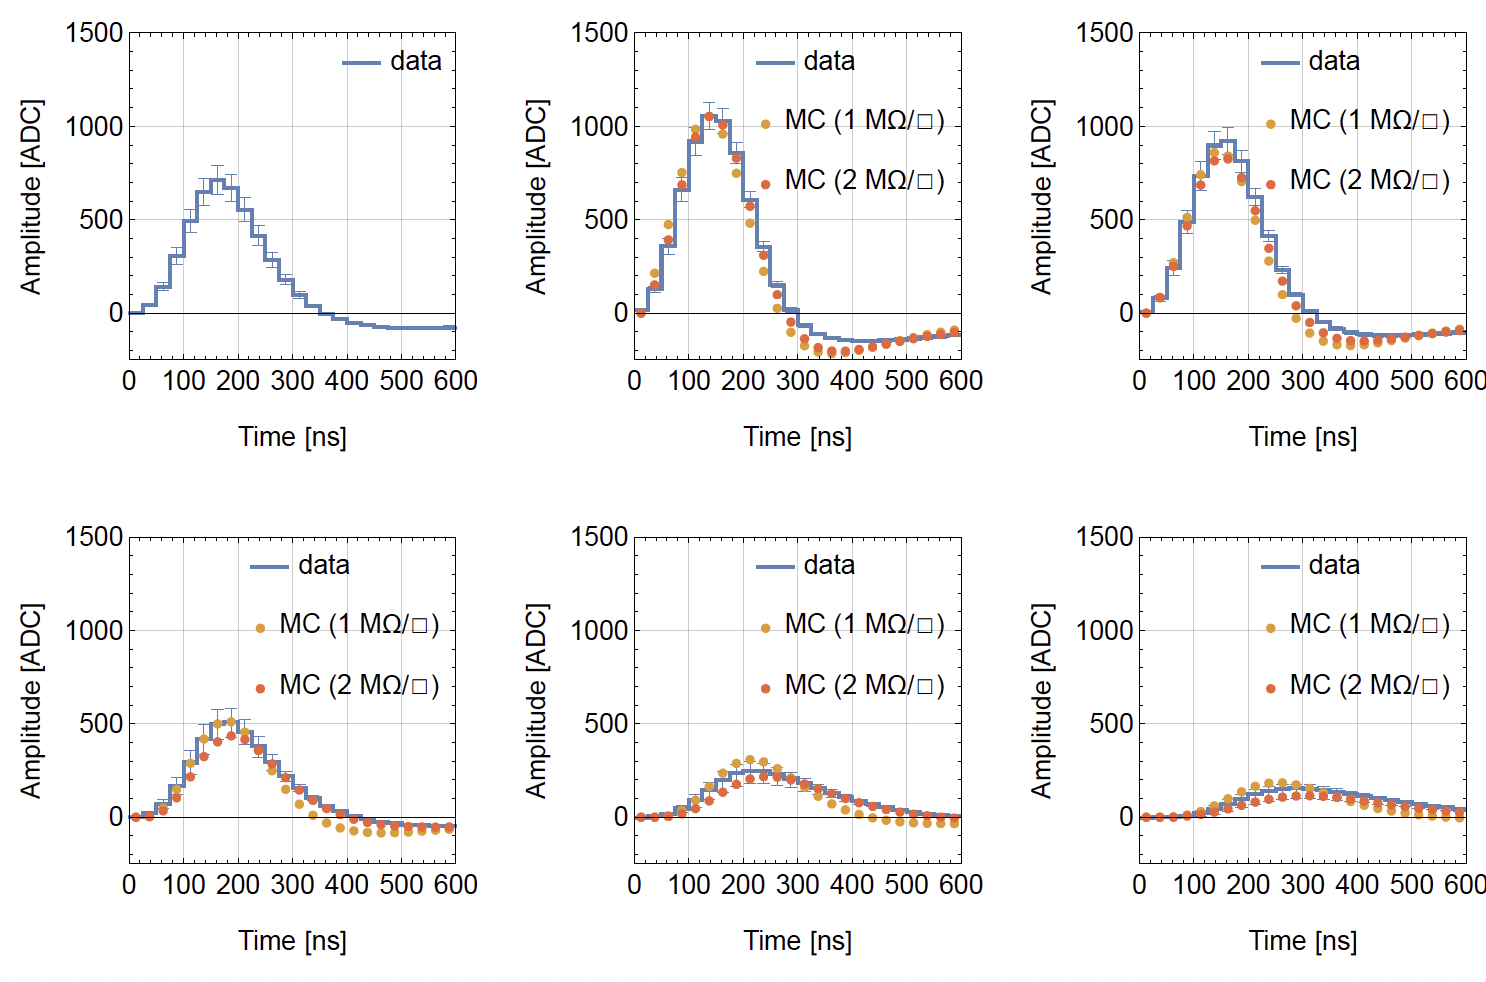 1500
1000
500
0
Amplitude [ADC]
data
0 100 200 300 400 500 600
Time [ns]
1500
1000
500
0
Amplitude [ADC]
data
MC (1 MΩ/□)
MC (2 MΩ/□)
0 100 200 300 400 500 600
Time [ns]
1500
1000
500
0
Amplitude [ADC]
data
MC (1 MΩ/□)
MC (2 MΩ/□)
0 100 200 300 400 500 600
Time [ns]
1500
1000
500
0
Amplitude [ADC]
data
MC (1 MΩ/□)
MC (2 MΩ/□)
0 100 200 300 400 500 600
Time [ns]
1500
1000
500
0
Amplitude [ADC]
data
MC (1 MΩ/□)
MC (2 MΩ/□)
0 100 200 300 400 500 600
Time [ns]
1500
1000
500
0
Amplitude [ADC]
data
MC (1 MΩ/□)
MC (2 MΩ/□)
0 100 200 300 400 500 600
Time [ns]